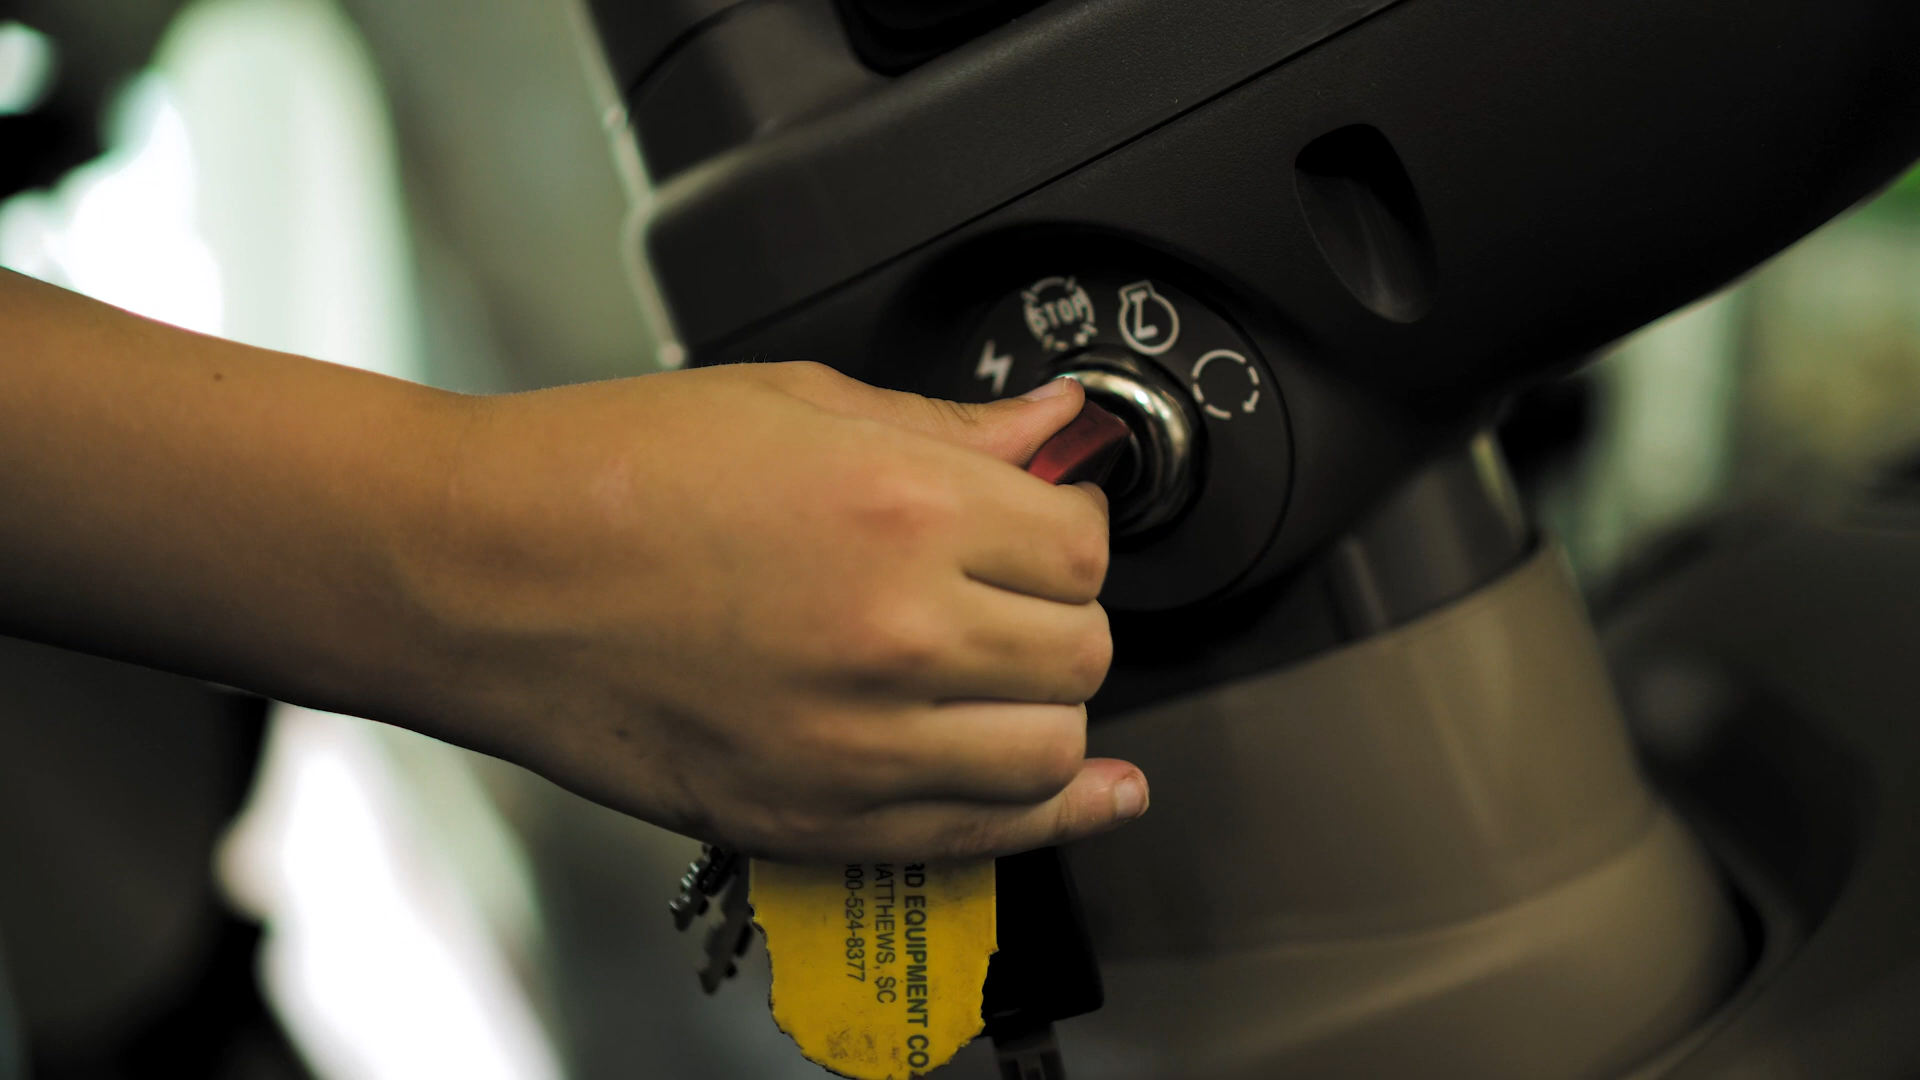 STOP
RD EQUIPMENT CO.
ATTHEWS, SC
00-524-8377